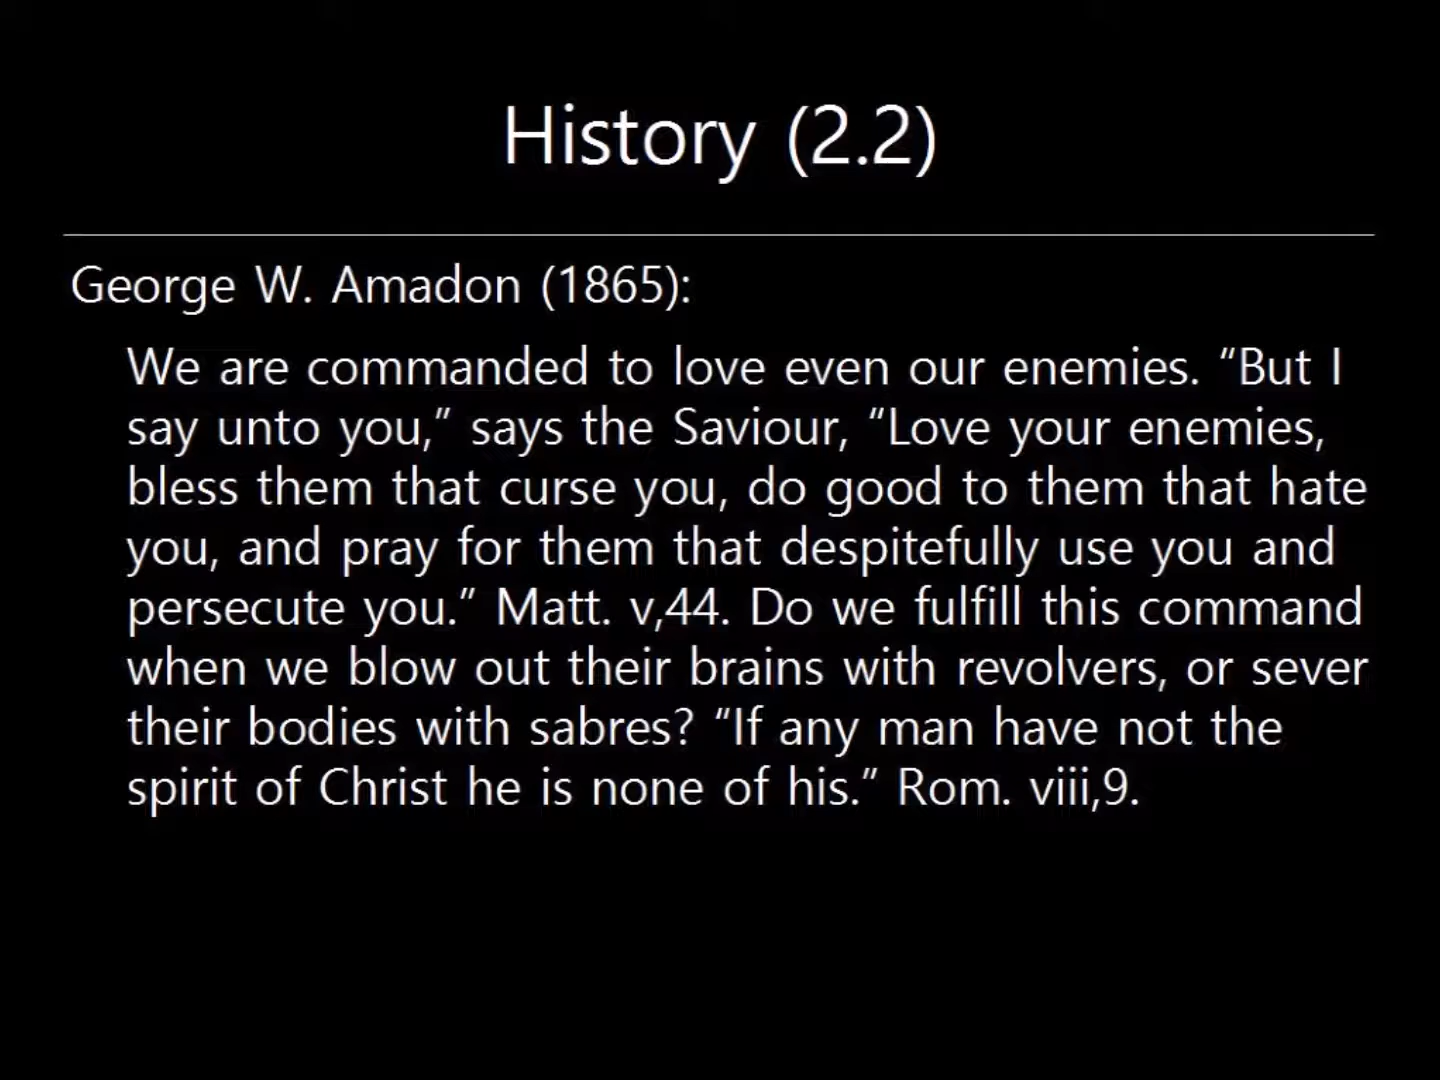 History (2.2)
George W. Amadon (1865):
We are commanded to love even our enemies. “But I
say unto you,” says the Saviour, “Love your enemies,
bless them that curse you, do good to them that hate
you, and pray for them that despitefully use you and
persecute you.” Matt. v,44. Do we fulfill this command
when we blow out their brains with revolvers, or sever
their bodies with sabres? “If any man have not the
spirit of Christ he is none of his.” Rom. viii,9.